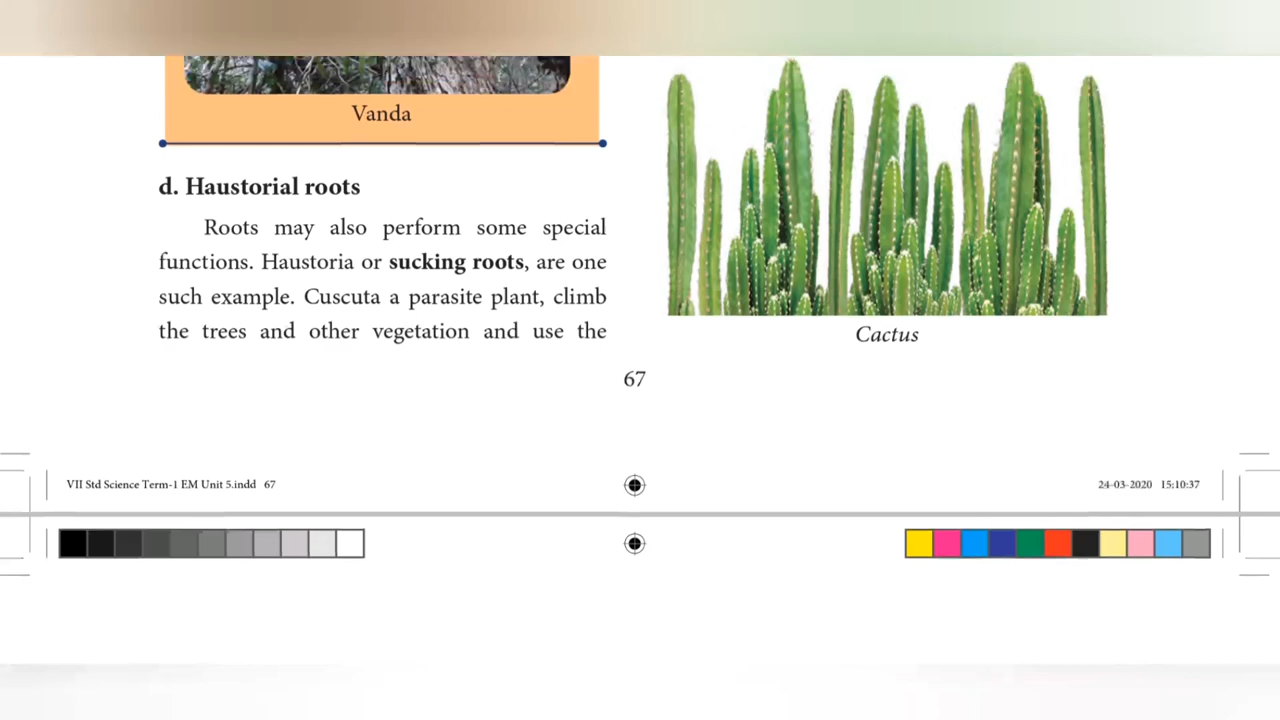 Vanda
d. Haustorial roots
Roots may also perform some special
functions. Haustoria or sucking roots, are one
such example. Cuscuta a parasite plant, climb
the trees and other vegetation and use the
Cactus
67
VII Std Science Term-1 EM Unit 5.indd 67
24-03-2020 15:10:37